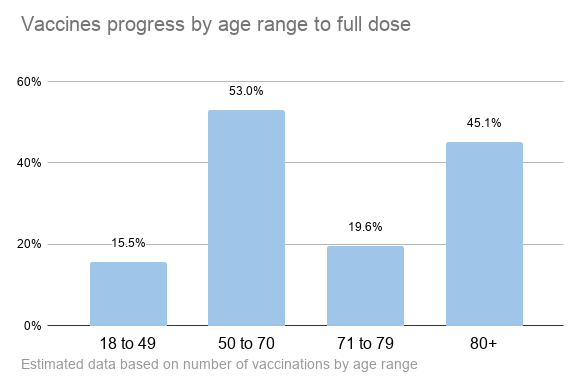 Vaccines progress by age range to full dose
60%
53.0%
45.1%
40%
19.6%
20%
15.5%
0%
18 to 49 50 to 70 71 to 79 80+
Estimated data based on number of vaccinations by age range